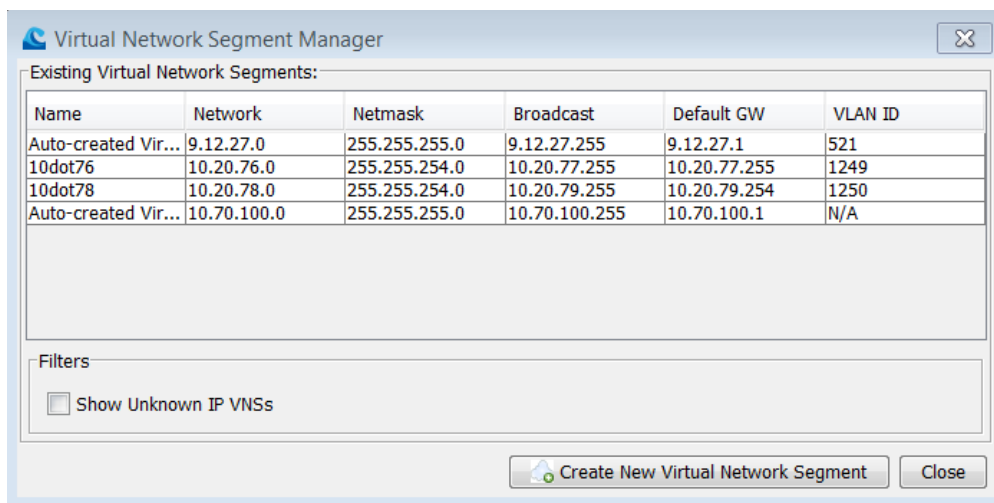 Virtual Network Segment Manager
Existing Virtual Network Segments:
Name Network Netmask Broadcast Default GW VLAN ID
Auto-created Vir... 9.12.27.0 255.255.255.0 9.12.27.255 9.12.27.1 521
10dot76 10.20.76.0 255.255.254.0 10.20.77.255 10.20.77.255 1249
10dot78 10.20.78.0 255.255.254.0 10.20.79.255 10.20.79.254 1250
Auto-created Vir... 10.70.100.0 255.255.255.0 10.70.100.255 10.70.100.1 N/A
Filters
Show Unknown IP VNSs
Create New Virtual Network Segment Close